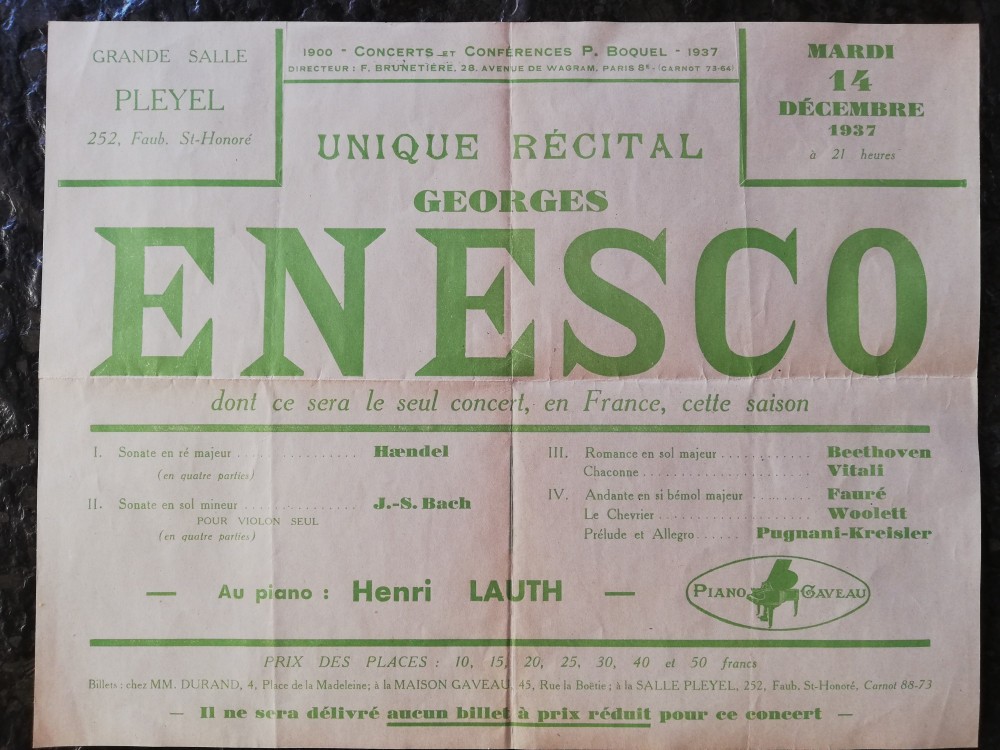 GRANDE SALLE
PLEYEL
252, Faub. St-Honoré
1900 - CONCERTS ET CONFÉRENCES P. BOQUEL - 1937
DIRECTEUR : F. BRUNETIÈRE, 28. AVENUE DE WAGRAM, PARIS 8e - (CARNOT 73-64)
MARDI
14
DÉCEMBRE
1937
à 21 heures
UNIQUE RÉCITAL
GEORGES
ENESCO
dont ce sera le seul concert, en France, cette saison
I. Sonate en ré majeur ................ Hændel
(en quatre parties)
II. Sonate en sol mineur ................ J.-S. Bach
POUR VIOLON SEUL
(en quatre parties)
III. Romance en sol majeur ............ Beethoven
Chaconne .................... Vitali
IV. Andante en si bémol majeur ........ Fauré
Le Chevrier .................. Woolett
Prélude et Allegro ...... Pugnani-Kreisler
— Au piano : Henri LAUTH —
PIANO GAVEAU
PRIX DES PLACES : 10, 15, 20, 25, 30, 40 et 50 francs
Billets : chez MM. DURAND, 4, Place de la Madeleine ; à la MAISON GAVEAU, 45, Rue la Boëtie ; à la SALLE PLEYEL, 252, Faub. St-Honoré. Carnot 88-73
— Il ne sera délivré aucun billet à prix réduit pour ce concert —